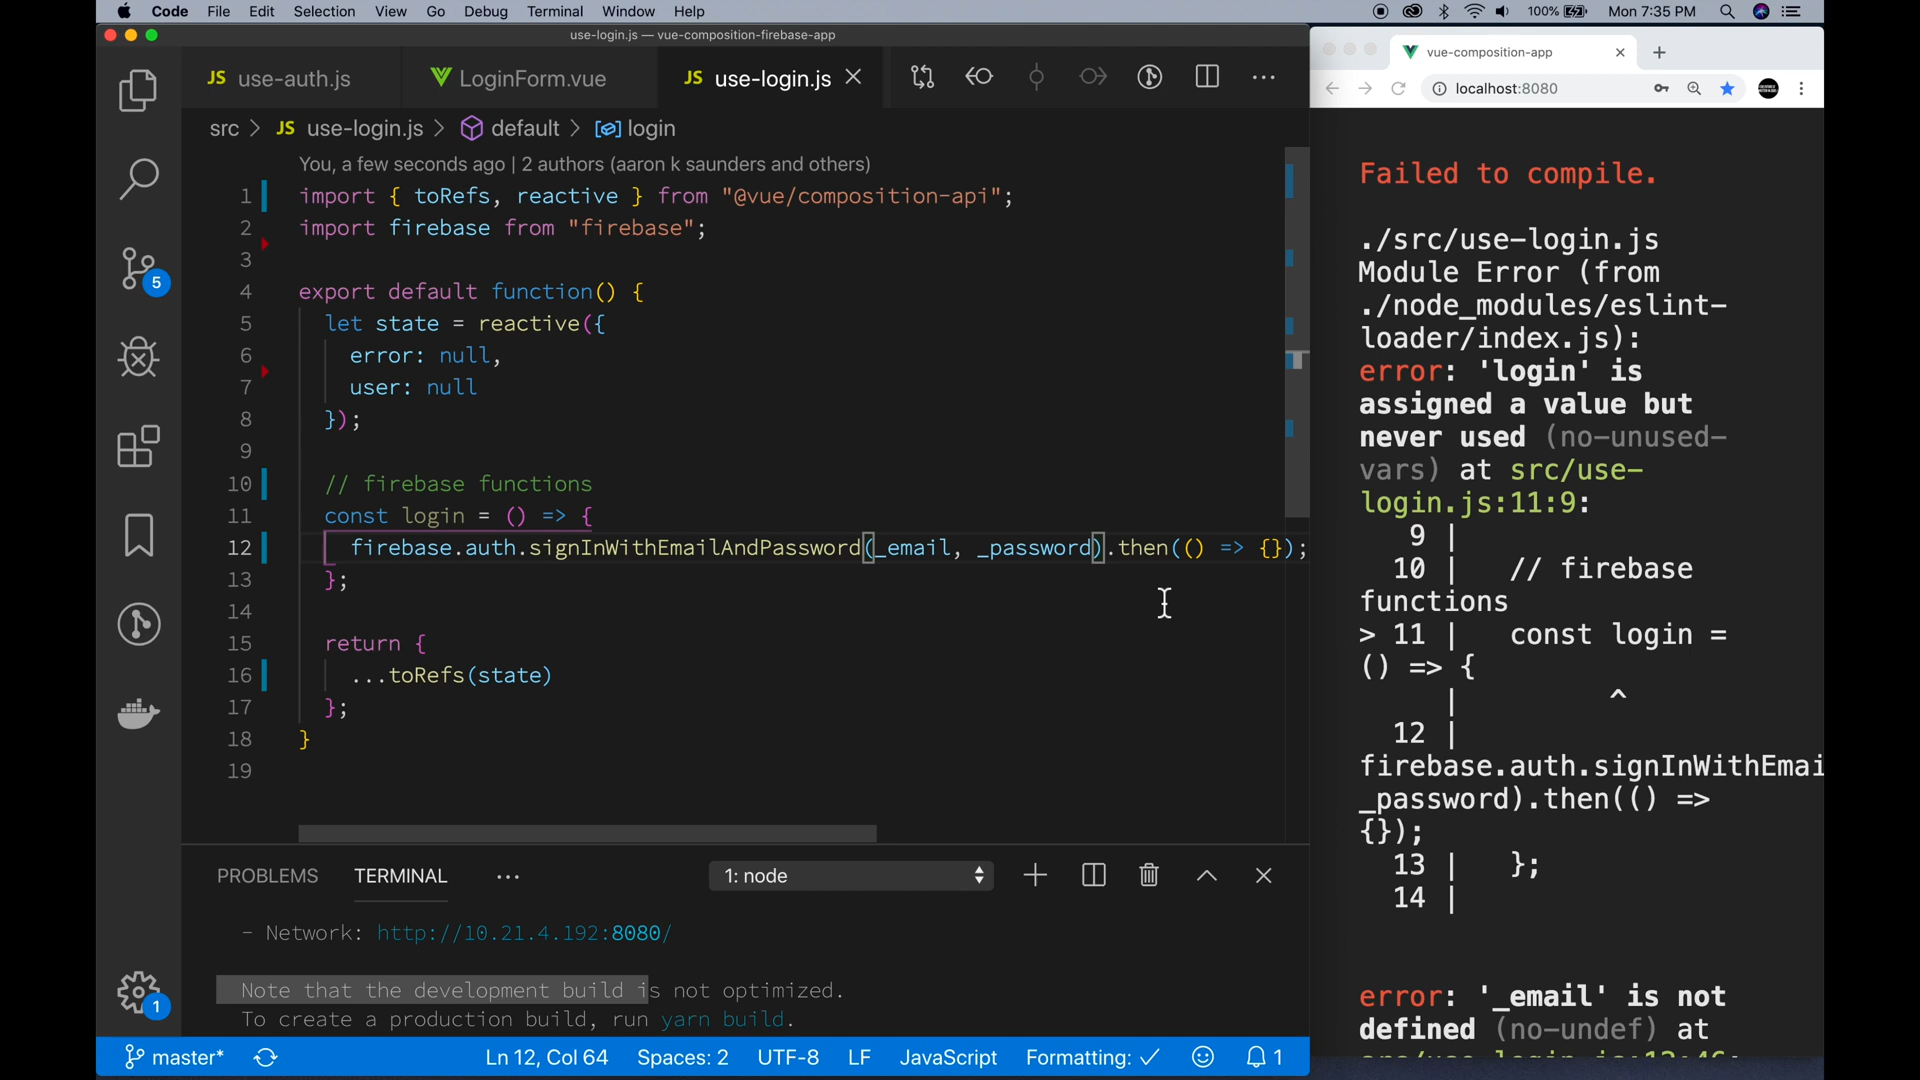 Code File Edit Selection View Go Debug Terminal Window Help 100% Mon 7:35 PM
use-login.js — vue-composition-firebase-app
JS use-auth.js LoginForm.vue JS use-login.js
src > JS use-login.js > default > login
You, a few seconds ago | 2 authors (aaron k saunders and others)
1 import { toRefs, reactive } from "@vue/composition-api";
2 import firebase from "firebase";
3
4 export default function() {
5 let state = reactive({
6 error: null,
7 user: null
8 });
9
10 // firebase functions
11 const login = () => {
12 firebase.auth.signInWithEmailAndPassword(_email, _password).then(() => {});
13 };
14
15 return {
16 ...toRefs(state)
17 };
18 }
19
5
1
PROBLEMS TERMINAL ... 1: node
- Network: http://10.21.4.192:8080/
Note that the development build is not optimized.
To create a production build, run yarn build.
master* Ln 12, Col 64 Spaces: 2 UTF-8 LF JavaScript Formatting: ✓ 1
vue-composition-app
localhost:8080
Failed to compile.
./src/use-login.js
Module Error (from
./node_modules/eslint-
loader/index.js):
error: 'login' is
assigned a value but
never used (no-unused-
vars) at src/use-
login.js:11:9:
9 |
10 | // firebase
functions
> 11 | const login =
() => {
| ^
12 |
firebase.auth.signInWithEmai
_password).then(() =>
{});
13 | };
14 |
error: '_email' is not
defined (no-undef) at
src/use-login.js:12:46: